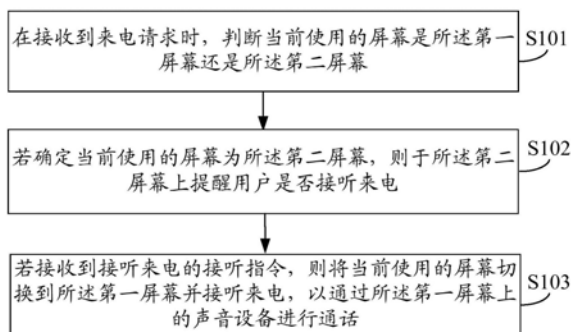 在接收到来电请求时，判断当前使用的屏幕是所述第一
屏幕还是所述第二屏幕
S101
若确定当前使用的屏幕为所述第二屏幕，则于所述第二
屏幕上提醒用户是否接听来电
S102
若接收到接听来电的接听指令，则将当前使用的屏幕切
换到所述第一屏幕并接听来电，以通过所述第一屏幕上
的声音设备进行通话
S103